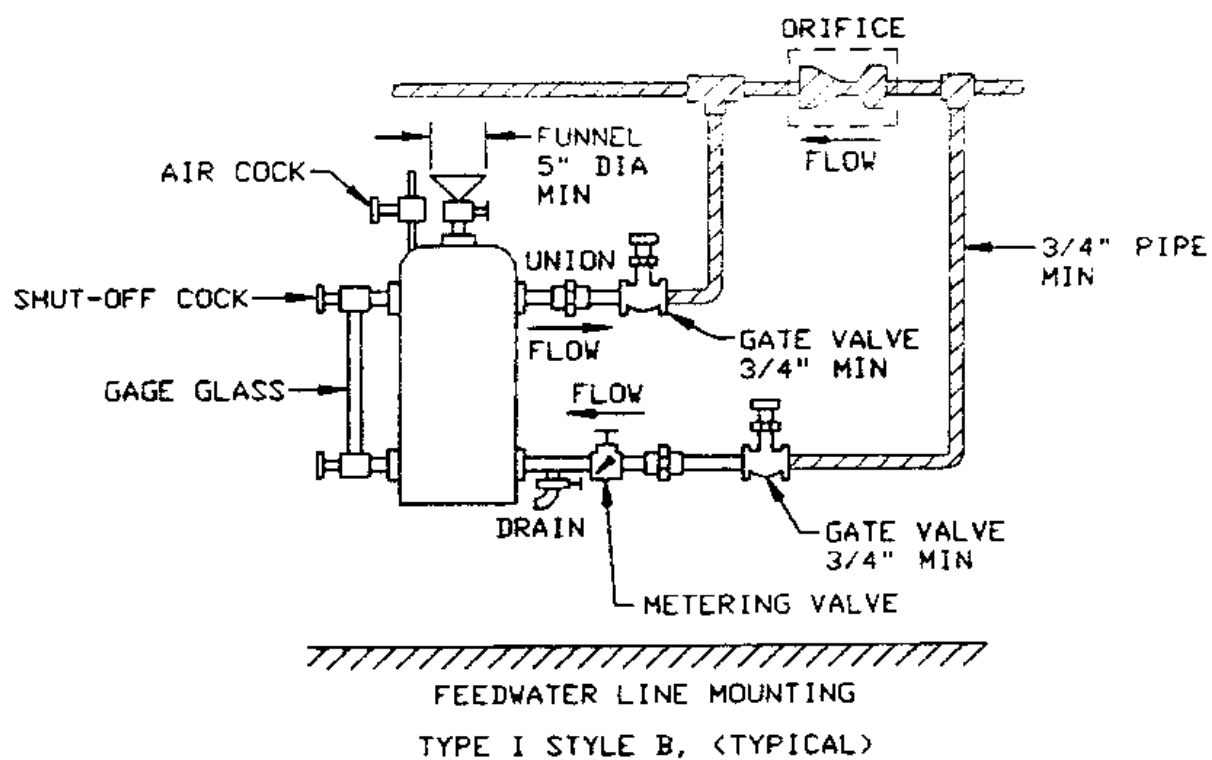 ORIFICE
FLOW
FUNNEL
5" DIA
MIN
AIR COCK
3/4" PIPE
MIN
UNION
SHUT-OFF COCK
FLOW
GATE VALVE
3/4" MIN
GAGE GLASS
FLOW
DRAIN
GATE VALVE
3/4" MIN
METERING VALVE
FEEDWATER LINE MOUNTING
TYPE I STYLE B, (TYPICAL)